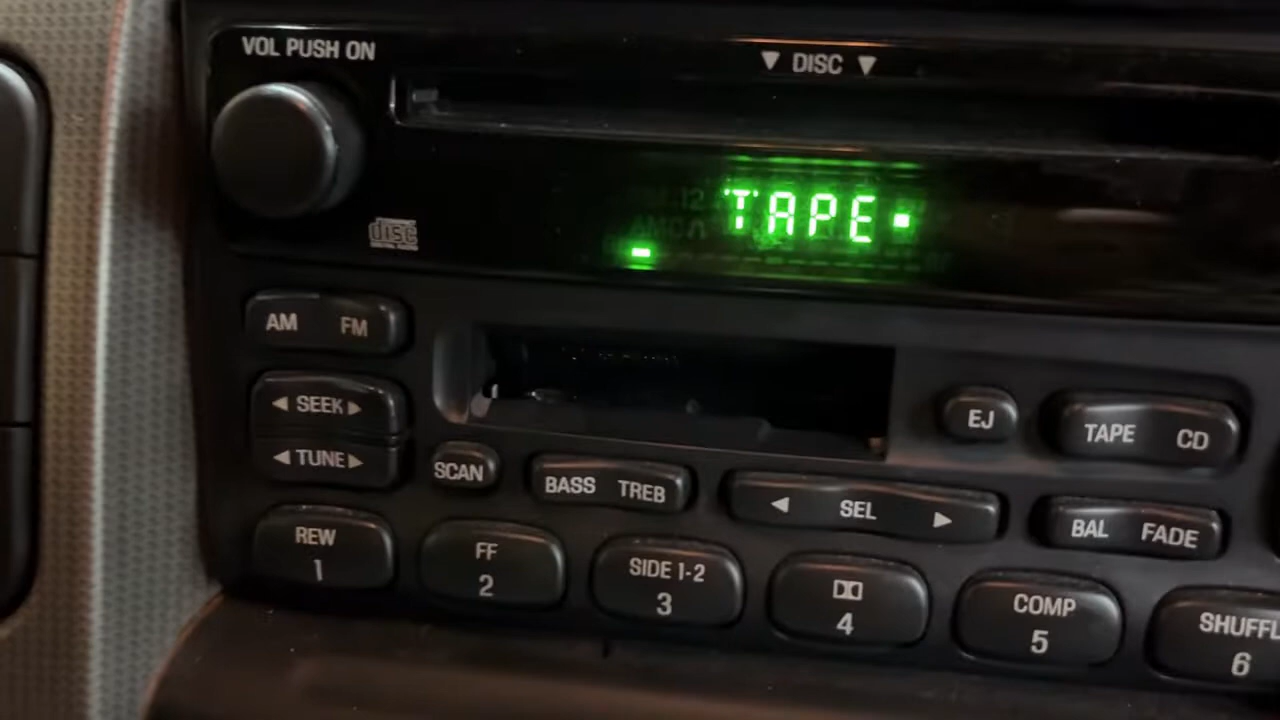 VOL PUSH ON
▼ DISC ▼
TAPE
disc
AM FM
◀ SEEK ▶
◀ TUNE ▶
SCAN
BASS TREB
◀ SEL ▶
EJ
TAPE CD
BAL FADE
REW
1
FF
2
SIDE 1-2
3
4
COMP
5
SHUFFL
6